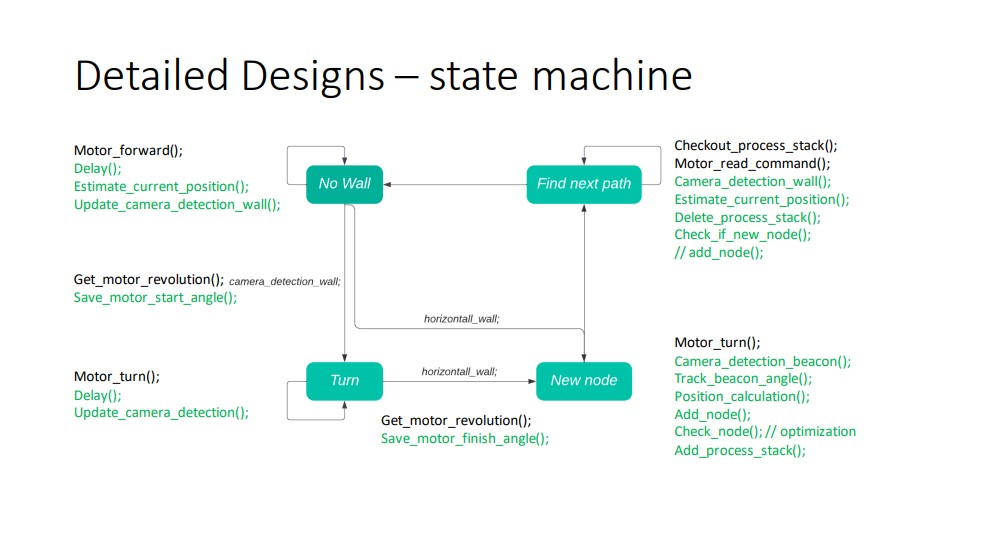 Detailed Designs – state machine
Motor_forward();
Delay();
Estimate_current_position();
Update_camera_detection_wall();
No Wall
Find next path
Checkout_process_stack();
Motor_read_command();
Camera_detection_wall();
Estimate_current_position();
Delete_process_stack();
Check_if_new_node();
// add_node();
Get_motor_revolution();
camera_detection_wall;
Save_motor_start_angle();
horizontall_wall;
Motor_turn();
Delay();
Update_camera_detection();
Turn
horizontall_wall;
New node
Get_motor_revolution();
Save_motor_finish_angle();
Motor_turn();
Camera_detection_beacon();
Track_beacon_angle();
Position_calculation();
Add_node();
Check_node(); // optimization
Add_process_stack();